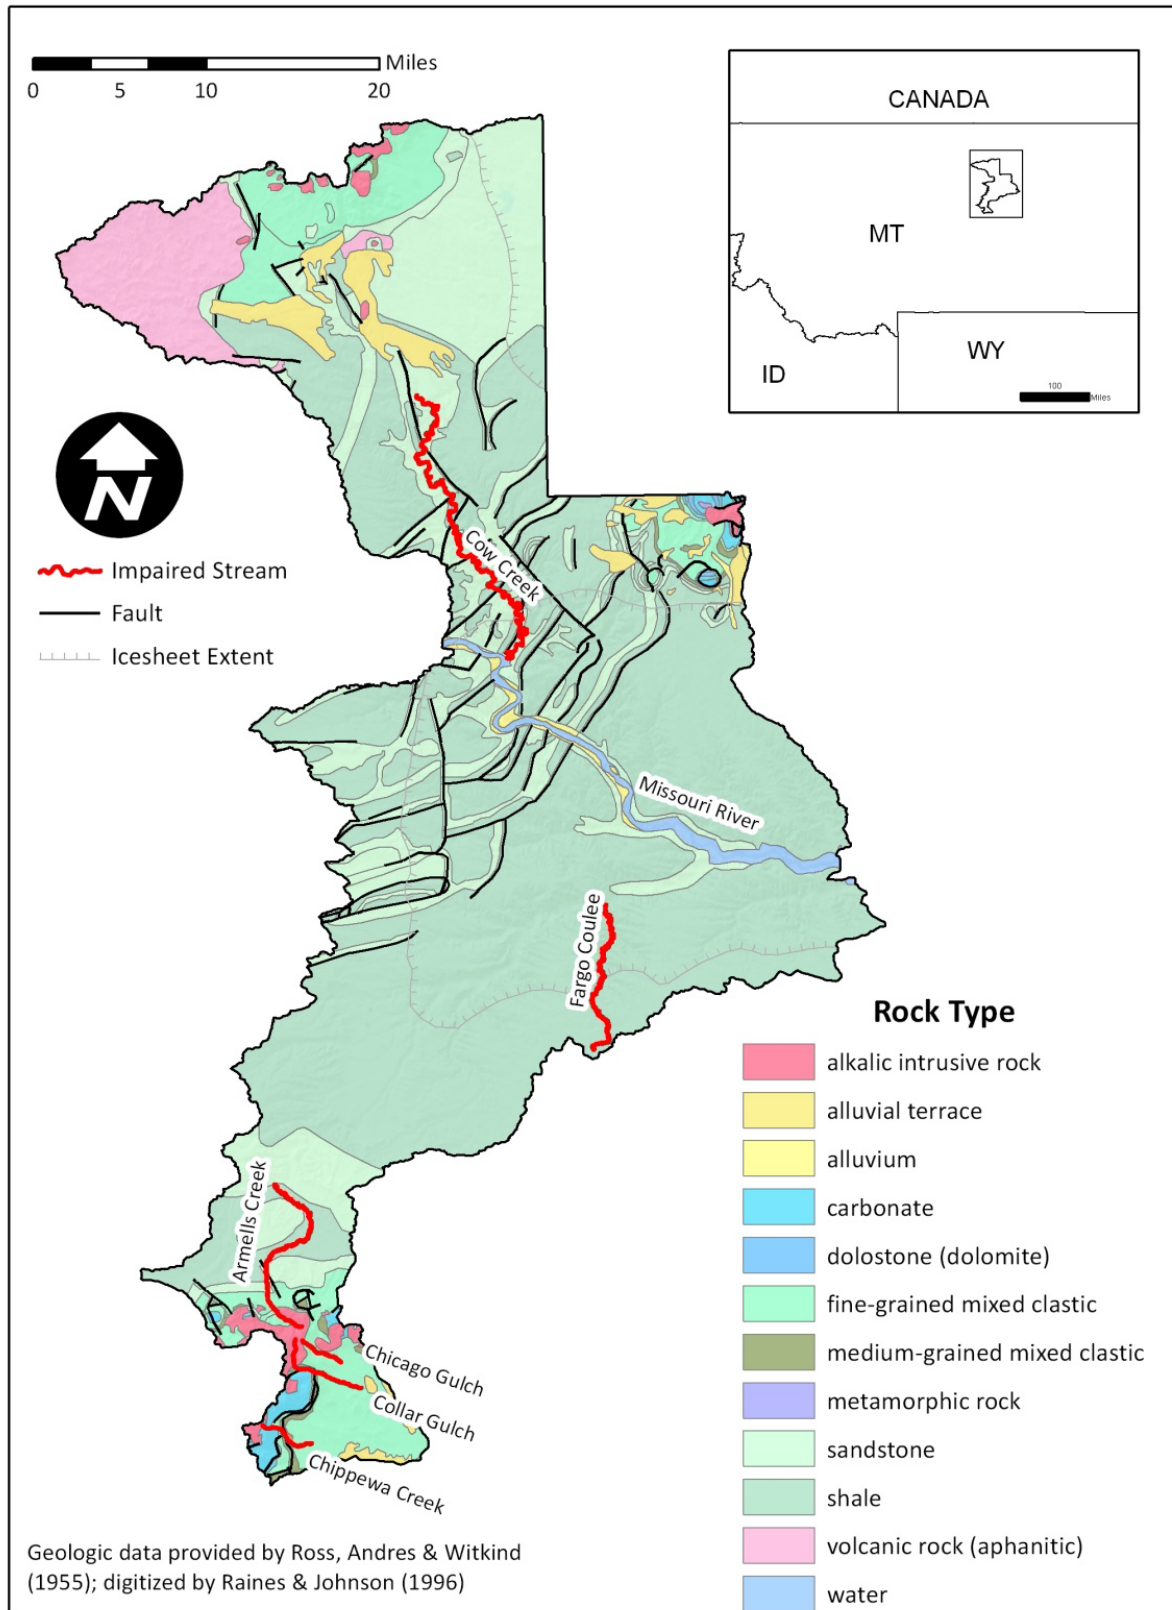 Miles
0 5 10 20
CANADA
MT
ID
WY
100
Miles
N
Impaired Stream
Fault
Icesheet Extent
Cow Creek
Missouri River
Fargo Coulee
Armells Creek
Chicago Gulch
Collar Gulch
Chippewa Creek
Rock Type
alkalic intrusive rock
alluvial terrace
alluvium
carbonate
dolostone (dolomite)
fine-grained mixed clastic
medium-grained mixed clastic
metamorphic rock
sandstone
shale
volcanic rock (aphanitic)
water
Geologic data provided by Ross, Andres & Witkind
(1955); digitized by Raines & Johnson (1996)